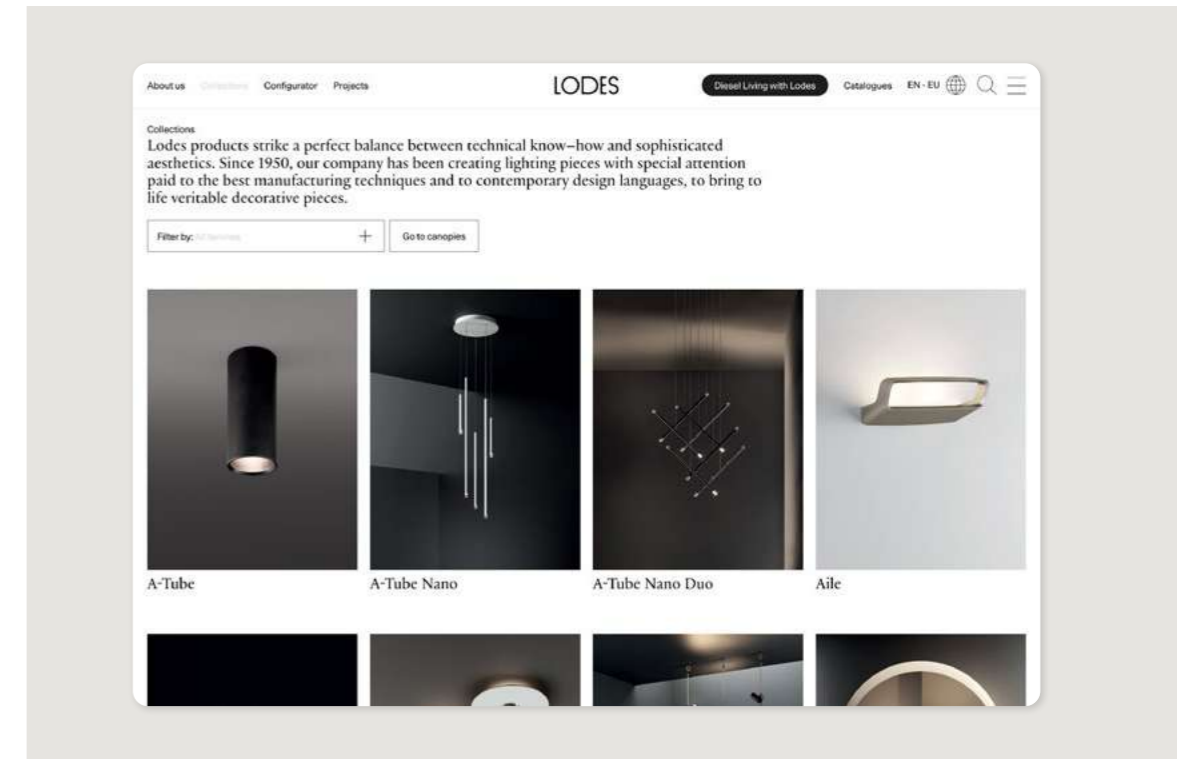 About us
Collections
Configurator
Projects
LODES
Diesel Living with Lodes
Catalogues
EN - EU
Collections
Lodes products strike a perfect balance between technical know–how and sophisticated
aesthetics. Since 1950, our company has been creating lighting pieces with special attention
paid to the best manufacturing techniques and to contemporary design languages, to bring to
life veritable decorative pieces.
Filter by:
Go to canopies
A-Tube
A-Tube Nano
A-Tube Nano Duo
Aile